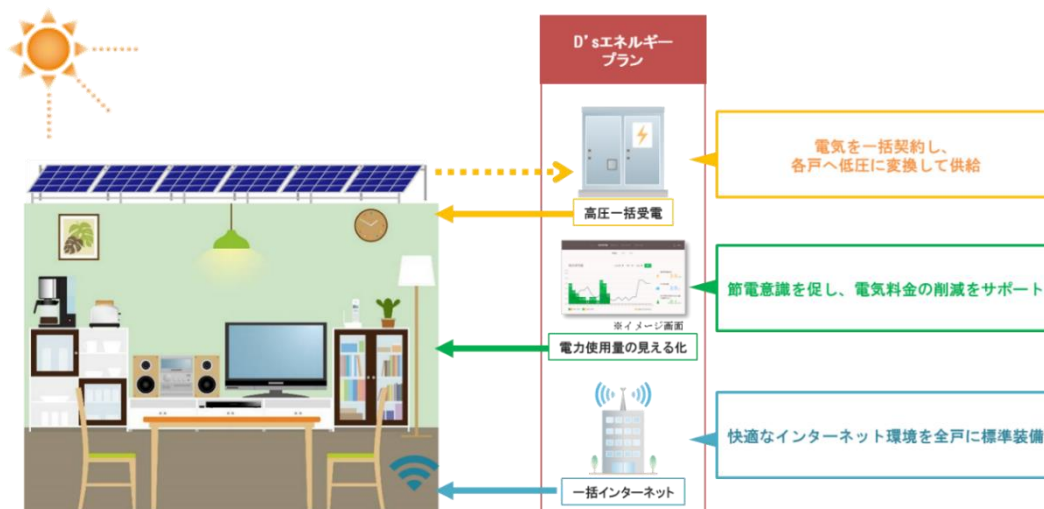 D'sエネルギー
プラン
電気を一括契約し、
各戸へ低圧に変換して供給
高圧一括受電
節電意識を促し、電気料金の削減をサポート
※イメージ画面
電力使用量の見える化
快適なインターネット環境を全戸に標準装備
一括インターネット